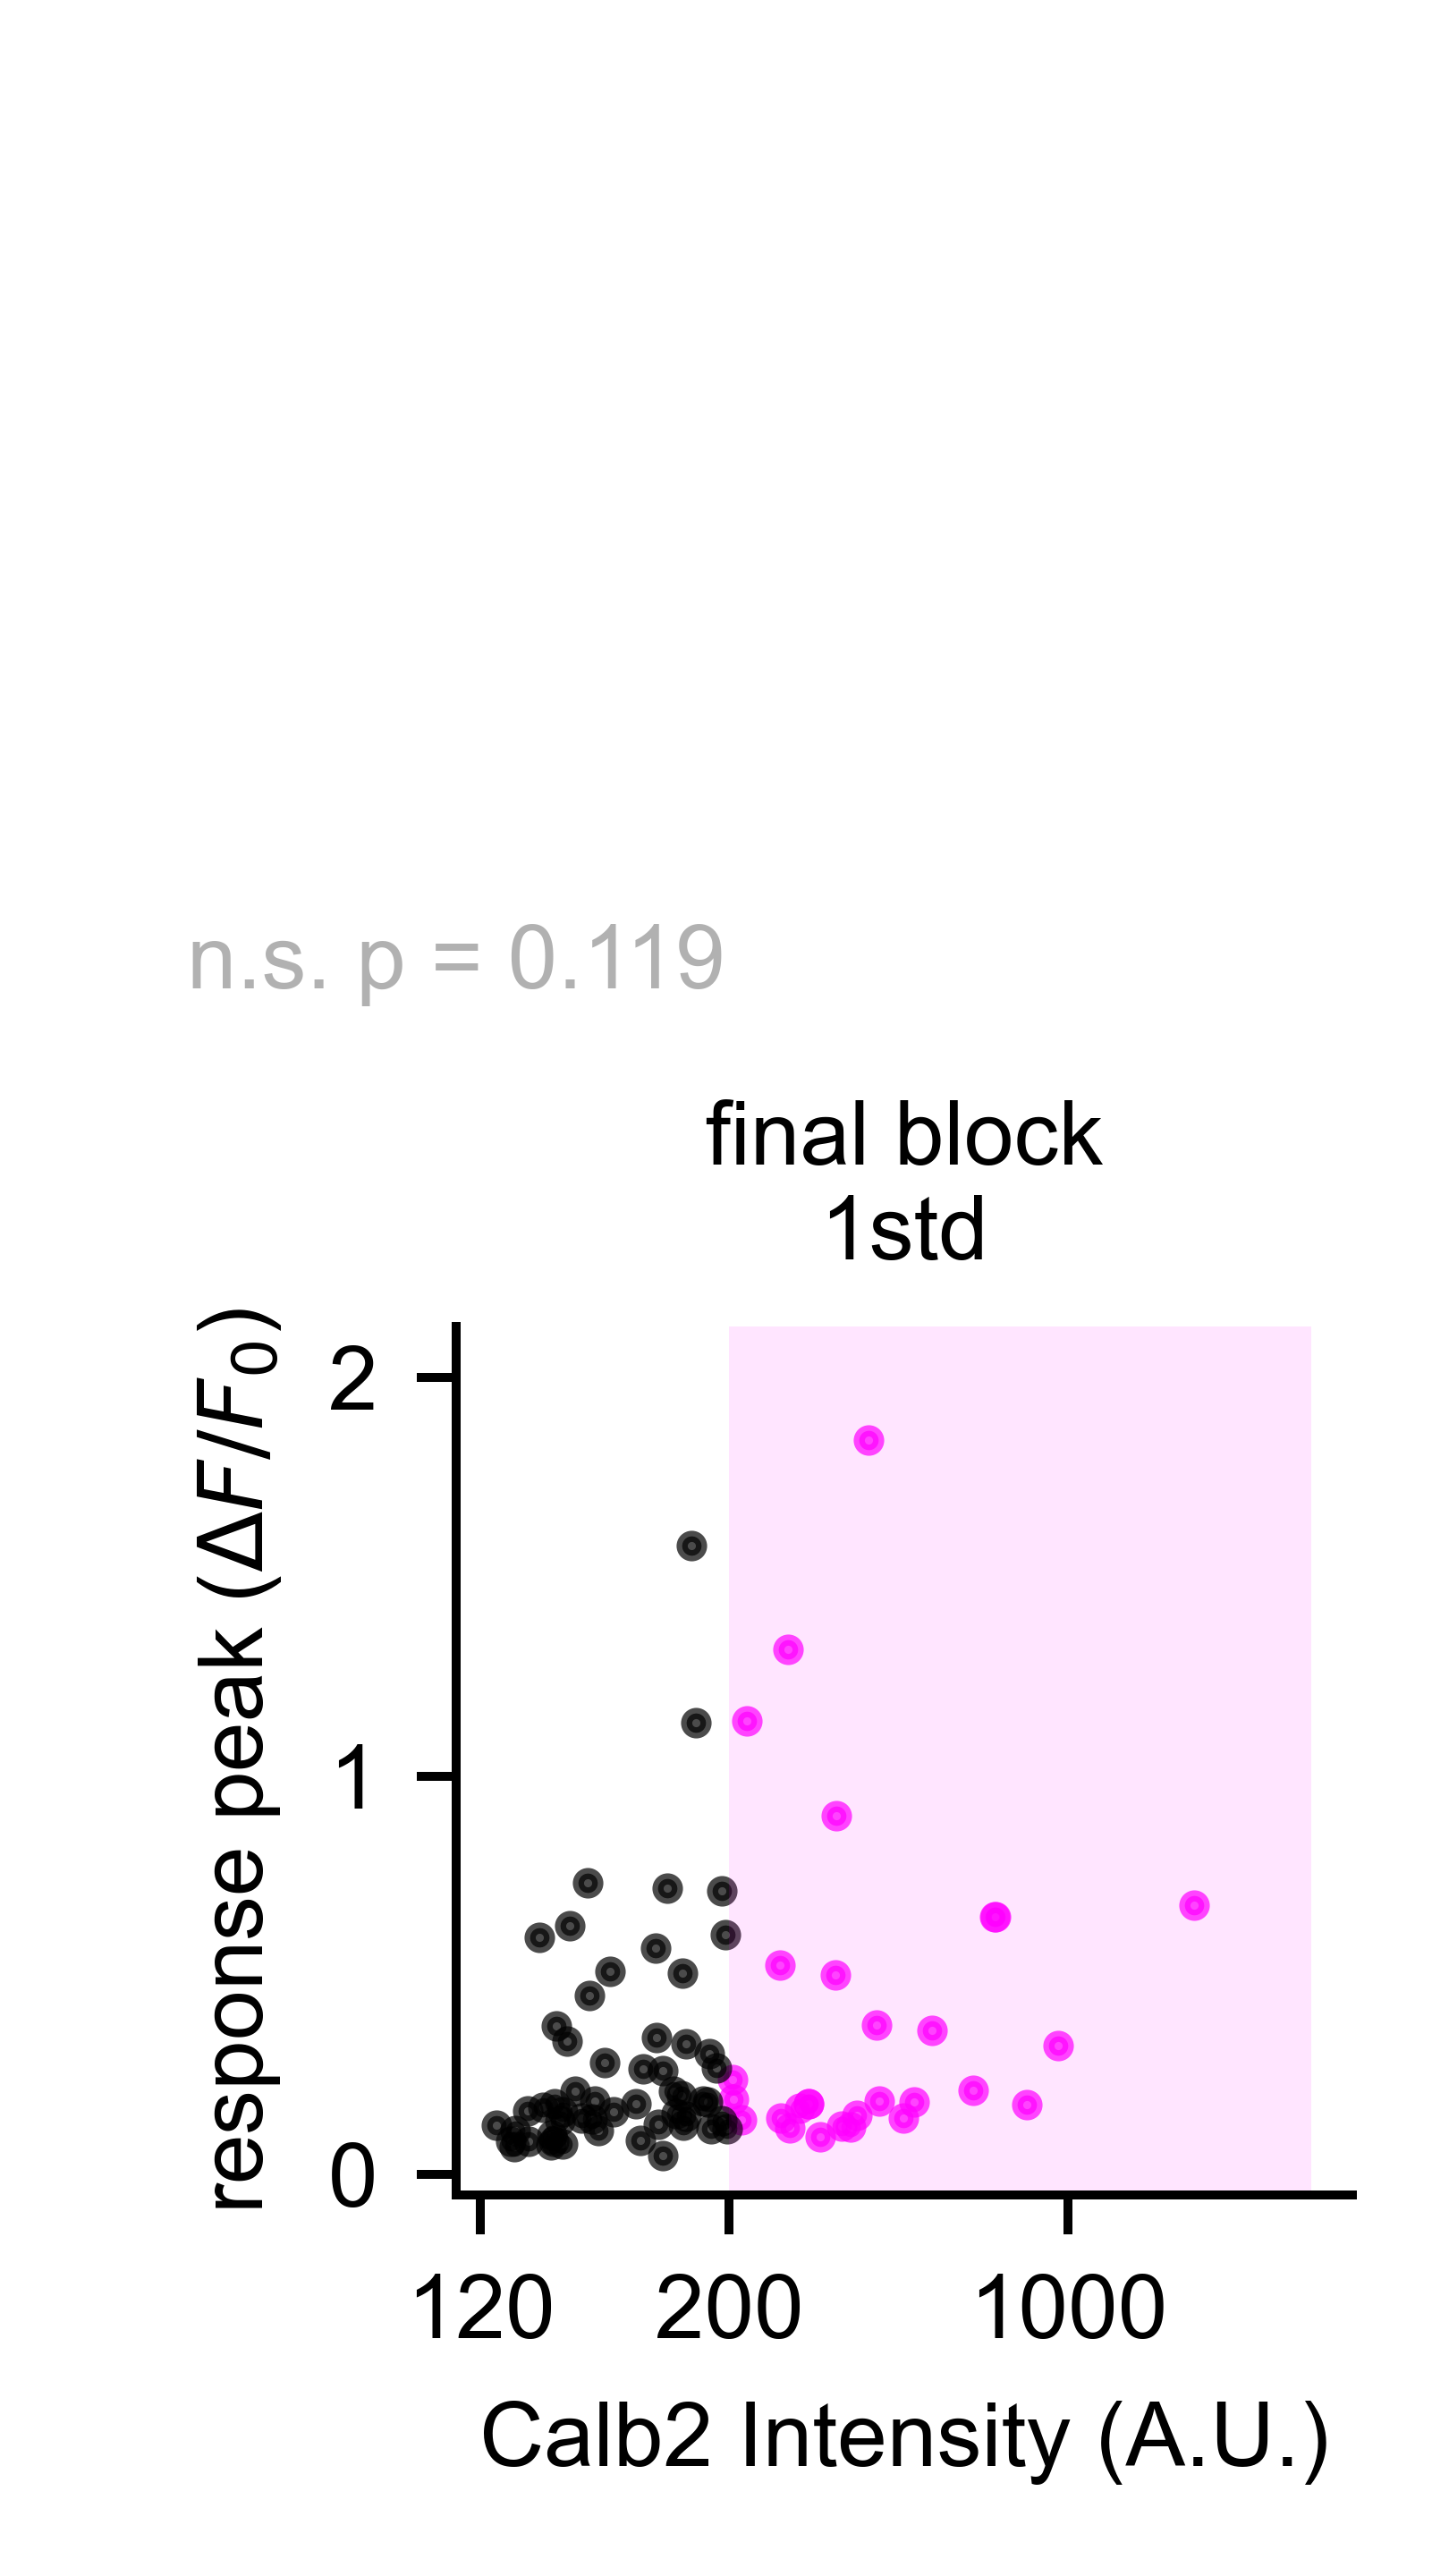 n.s. p = 0.119
final block
1std
response peak (ΔF/F₀)
2
1
0
120 200 1000
Calb2 Intensity (A.U.)